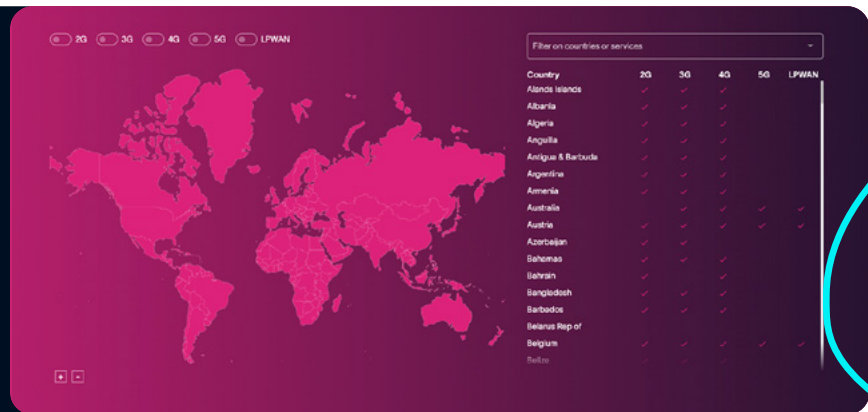 2G 3G 4G 5G LPWAN
Filter on countries or services
Country 2G 3G 4G 5G LPWAN
Alands Islands
Albania
Algeria
Anguilla
Antigua & Barbuda
Argentina
Armenia
Australia
Austria
Azerbaijan
Bahamas
Bahrain
Bangladesh
Barbados
Belarus Rep of
Belgium
Belize
+ -